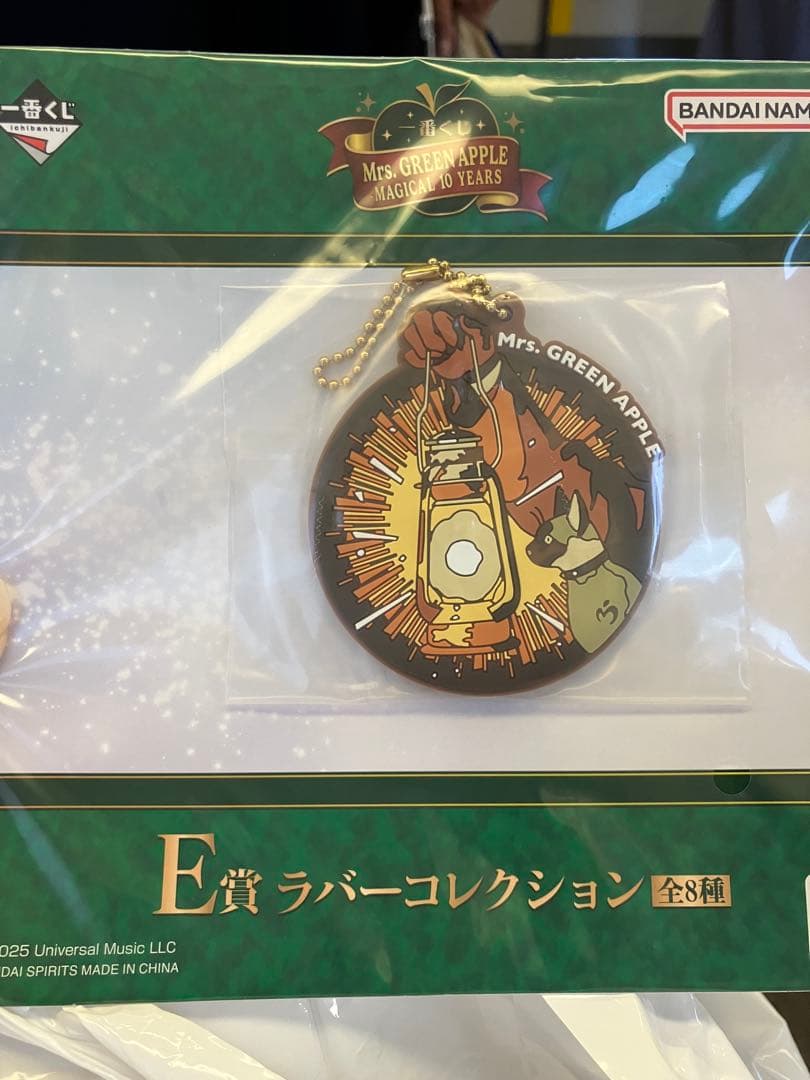 一番くじ
ichibankuji
一番くじ
Mrs. GREEN APPLE
MAGICAL 10 YEARS
BANDAI NAM
Mrs. GREEN APPLE
E賞 ラバーコレクション 全8種
025 Universal Music LLC
DAI SPIRITS MADE IN CHINA